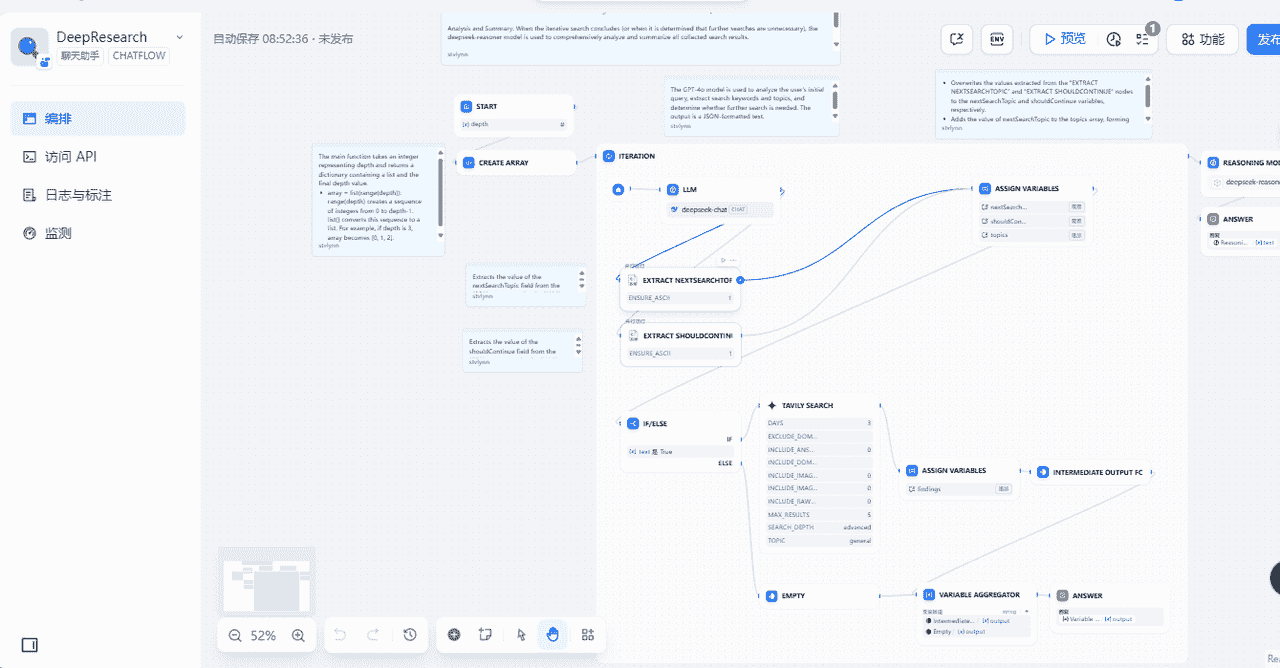 DeepResearch
聊天助手 CHATFLOW
编排
访问 API
日志与标注
监测
自动保存 08:52:36 · 未发布
Analysis and Summary: When the iterative search concludes (or when it is determined that further searches are unnecessary), the
deepseek-reasoner model is used to comprehensively analyze and summarize all collected search results.
stvlynn
1
ENV
预览
功能
发布
START
{x} depth
#
The GPT-4o model is used to analyze the user's initial
query, extract search keywords and topics, and
determine whether further search is needed. The
output is a JSON-formatted text.
stvlynn
• Overwrites the values extracted from the "EXTRACT
NEXTSEARCHTOPIC" and "EXTRACT SHOULDCONTINUE" nodes
to the nextSearchTopic and shouldContinue variables,
respectively.
• Adds the value of nextSearchTopic to the topics array, forming
stvlynn
The main function takes an integer
representing depth and returns a
dictionary containing a list and the
final depth value.
• array = list(range(depth)):
range(depth) creates a sequence
of integers from 0 to depth-1.
list() converts this sequence to a
list. For example, if depth is 3,
array becomes [0, 1, 2].
stvlynn
CREATE ARRAY
ITERATION
LLM
deepseek-chat CHAT
ASSIGN VARIABLES
nextSearch...
shouldCon...
topics
REASONING MO
deepseek-reasone
ANSWER
Reasoni... {x} text
Extracts the value of the
nextSearchTopic field from the
stvlynn
EXTRACT NEXTSEARCHTOP
ENSURE_ASCII 1
Extracts the value of the
shouldContinue field from the
stvlynn
EXTRACT SHOULDCONTINU
ENSURE_ASCII 1
IF/ELSE
IF
{x} text 是 True
ELSE
TAVILY SEARCH
DAYS 3
EXCLUDE_DOM...
INCLUDE_ANS... 0
INCLUDE_DOM...
INCLUDE_IMAG... 0
INCLUDE_IMAG... 0
INCLUDE_RAW... 0
MAX_RESULTS 5
SEARCH_DEPTH advanced
TOPIC general
ASSIGN VARIABLES
findings
INTERMEDIATE OUTPUT FC
EMPTY
VARIABLE AGGREGATOR
string
Intermediate... {x} output
Empty {x} output
ANSWER
Variable ... {x} output
52%
Rea